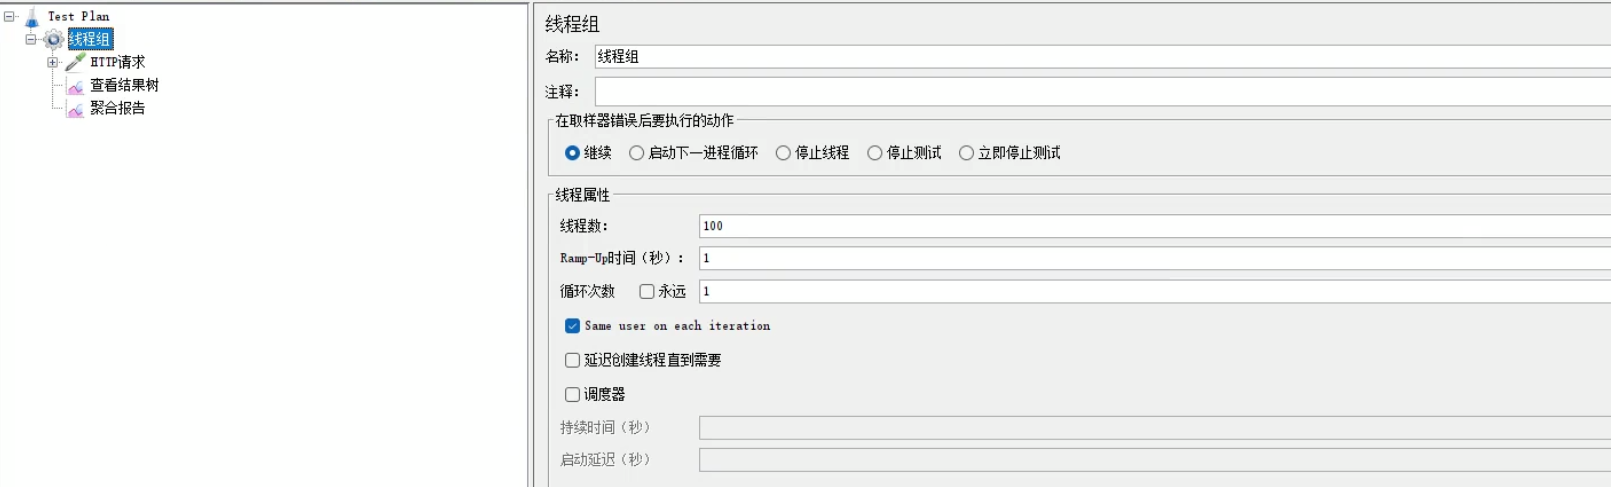 Test Plan
线程组
HTTP请求
查看结果树
聚合报告
线程组
名称: 线程组
注释:
在取样器错误后要执行的动作
继续 启动下一进程循环 停止线程 停止测试 立即停止测试
线程属性
线程数: 100
Ramp-Up时间（秒）: 1
循环次数 永远 1
Same user on each iteration
延迟创建线程直到需要
调度器
持续时间（秒）
启动延迟（秒）